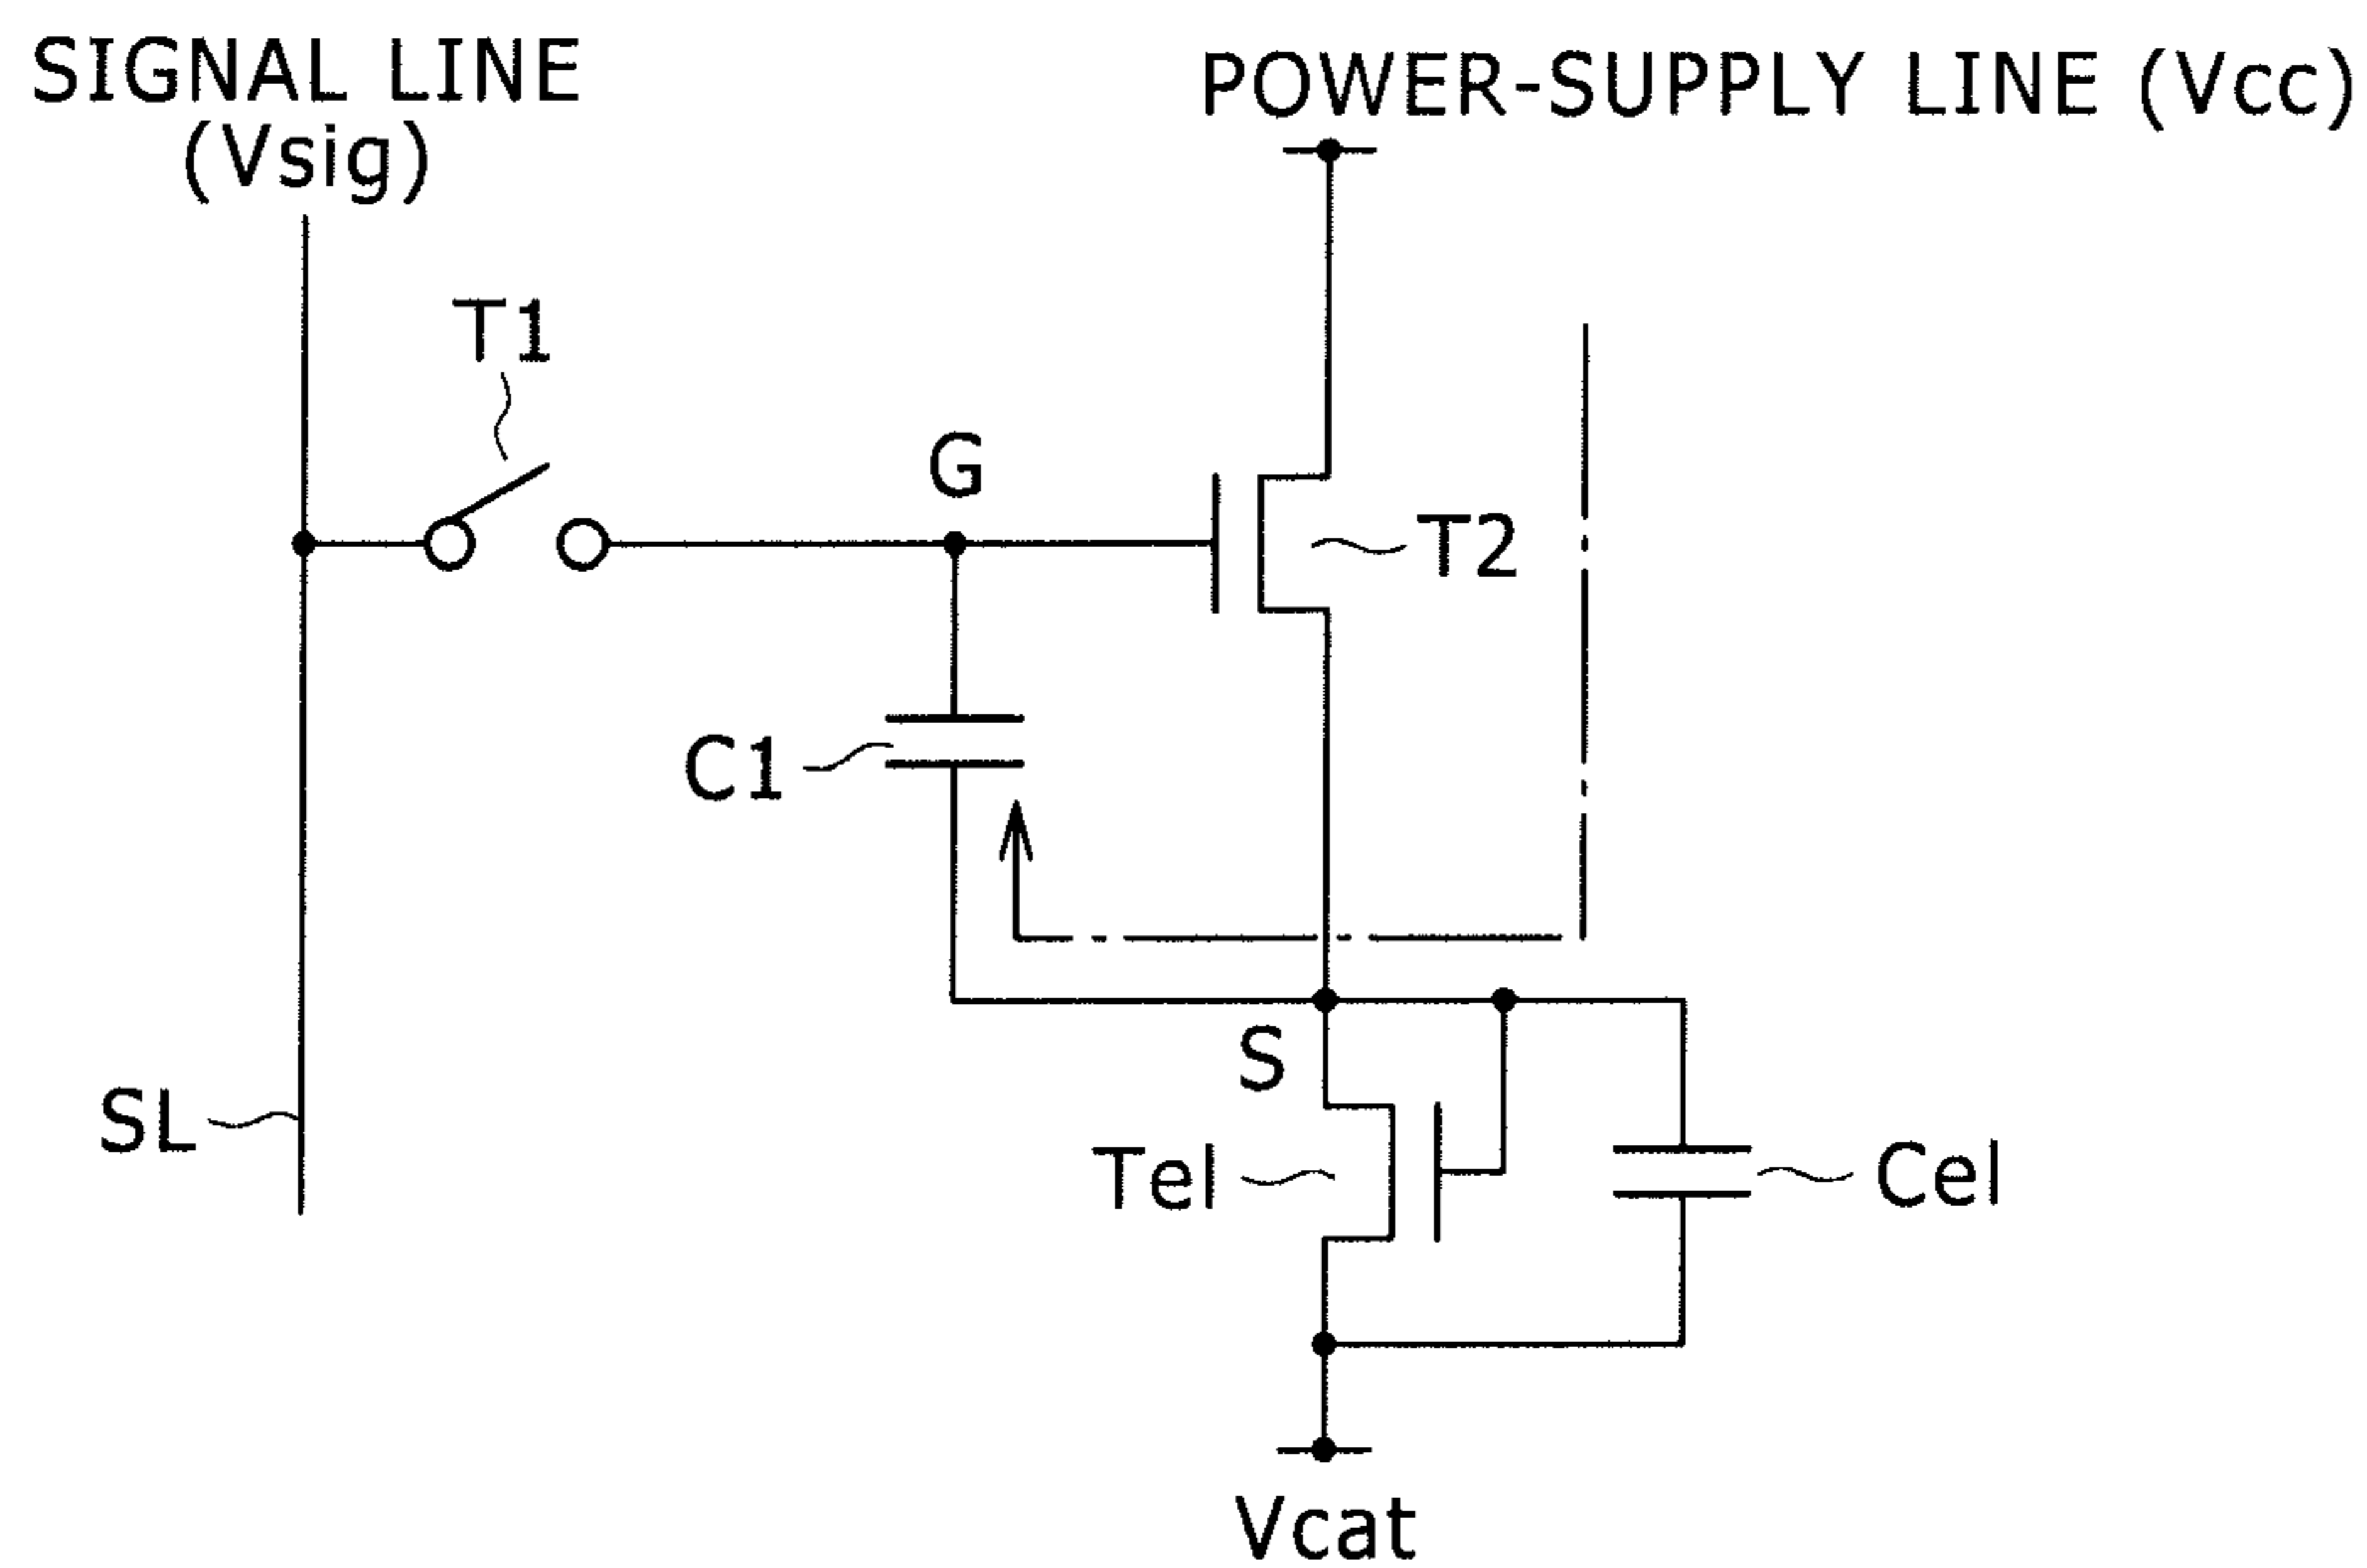 SIGNAL LINE
(Vsig)
POWER-SUPPLY LINE (Vcc)
T1
G
T2
C1
S
SL
Tel
Cel
Vcat